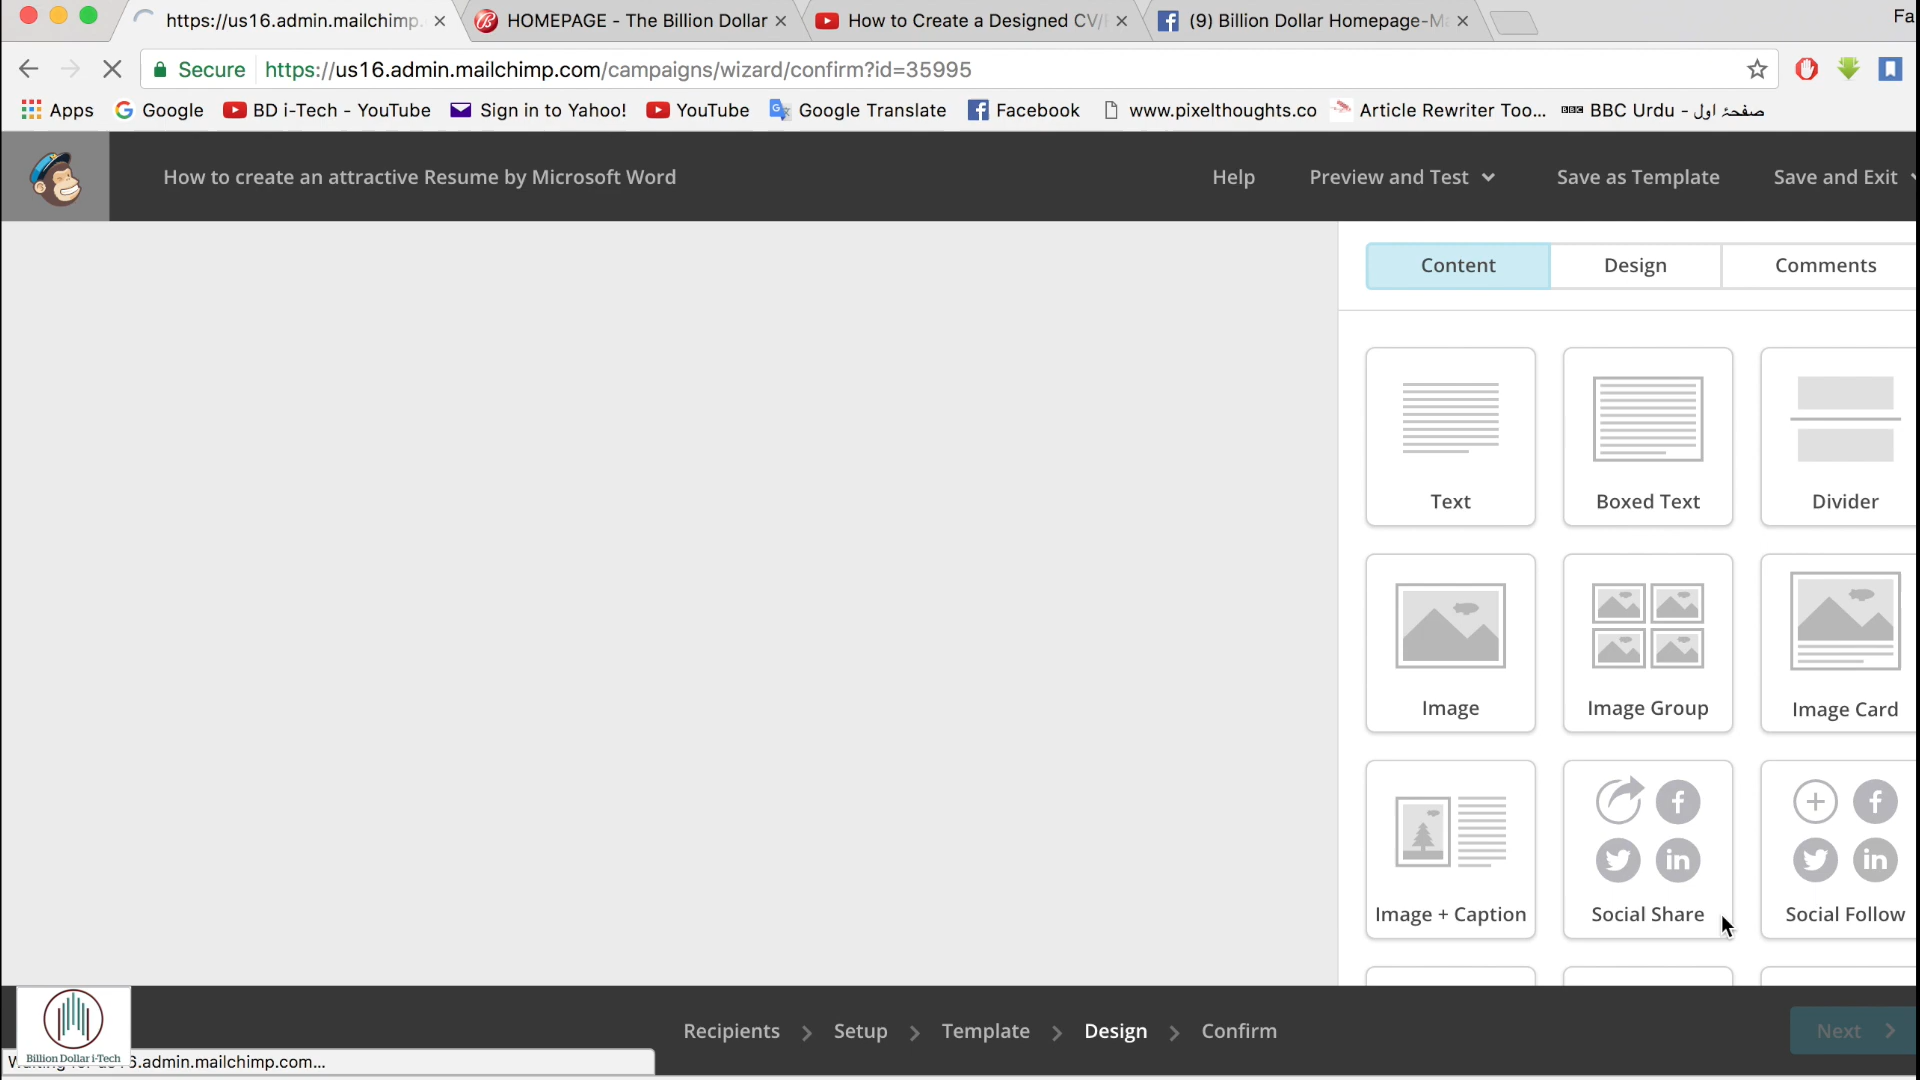 https://us16.admin.mailchimp. HOMEPAGE - The Billion Dollar How to Create a Designed CV/ (9) Billion Dollar Homepage-Ma Fa
Secure https://us16.admin.mailchimp.com/campaigns/wizard/confirm?id=35995
Apps Google BD i-Tech - YouTube Sign in to Yahoo! YouTube Google Translate Facebook www.pixelthoughts.co Article Rewriter Too... BBC BBC Urdu - صفحۂ اول
How to create an attractive Resume by Microsoft Word Help Preview and Test Save as Template Save and Exit
Content Design Comments
Text Boxed Text Divider
Image Image Group Image Card
Image + Caption Social Share Social Follow
Recipients Setup Template Design Confirm Next
Billion Dollar i-Tech
.admin.mailchimp.com...